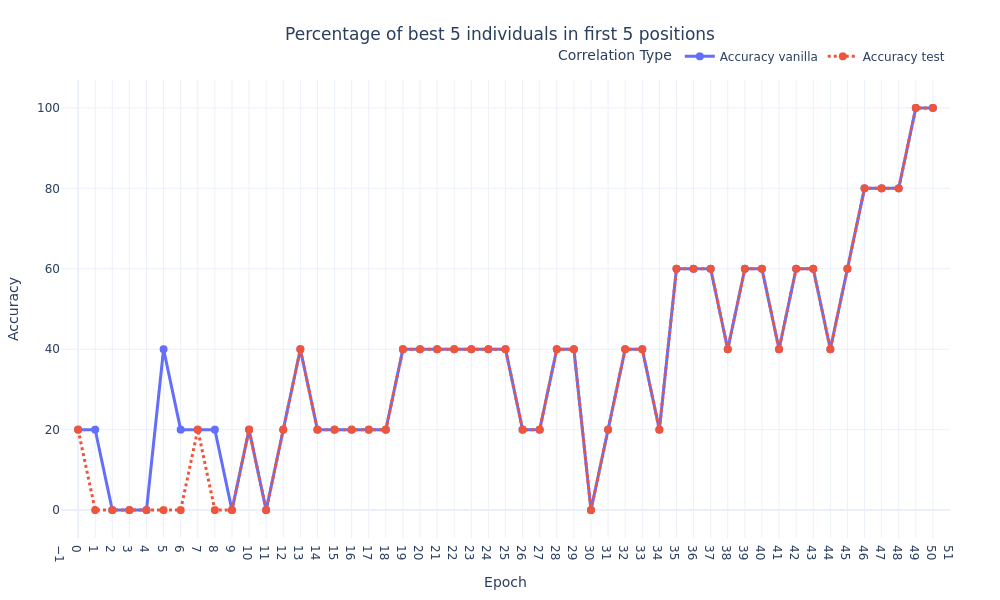 Percentage of best 5 individuals in first 5 positions
Correlation Type Accuracy vanilla Accuracy test
100
80
60
40
20
0
Accuracy
−1 0 1 2 3 4 5 6 7 8 9 10 11 12 13 14 15 16 17 18 19 20 21 22 23 24 25 26 27 28 29 30 31 32 33 34 35 36 37 38 39 40 41 42 43 44 45 46 47 48 49 50 51
Epoch